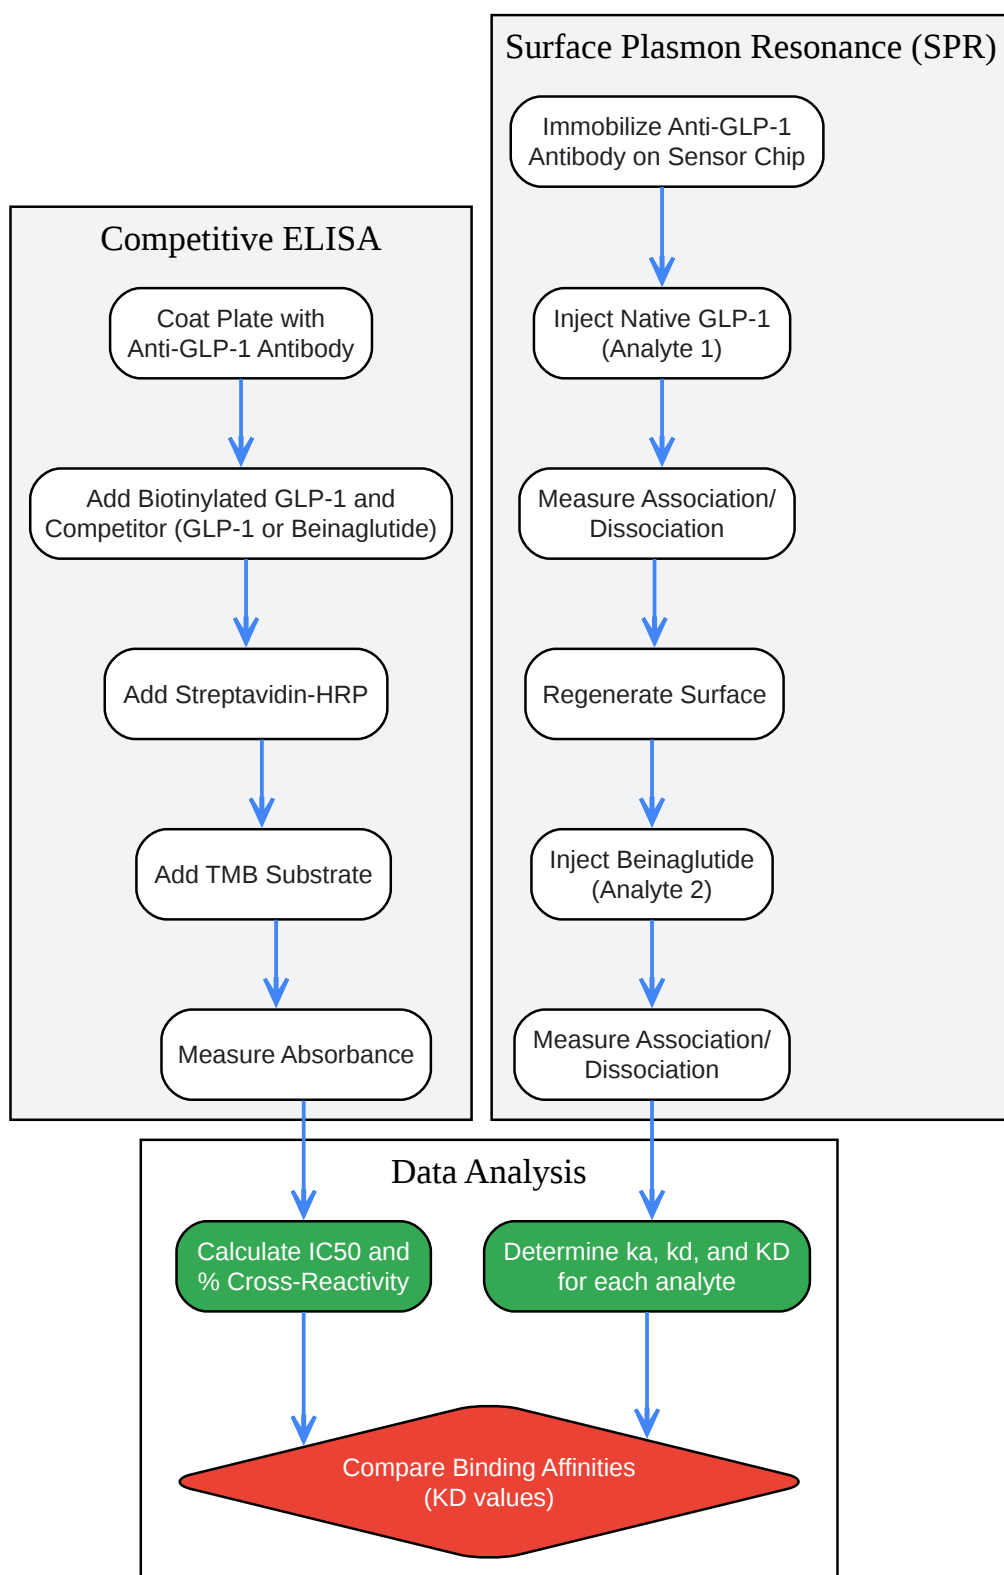 Surface Plasmon Resonance (SPR)
Immobilize Anti-GLP-1
Antibody on Sensor Chip
Inject Native GLP-1
(Analyte 1)
Measure Association/
Dissociation
Regenerate Surface
Inject Beinaglutide
(Analyte 2)
Measure Association/
Dissociation
Competitive ELISA
Coat Plate with
Anti-GLP-1 Antibody
Add Biotinylated GLP-1 and
Competitor (GLP-1 or Beinaglutide)
Add Streptavidin-HRP
Add TMB Substrate
Measure Absorbance
Data Analysis
Calculate IC50 and
% Cross-Reactivity
Determine ka, kd, and KD
for each analyte
Compare Binding Affinities
(KD values)